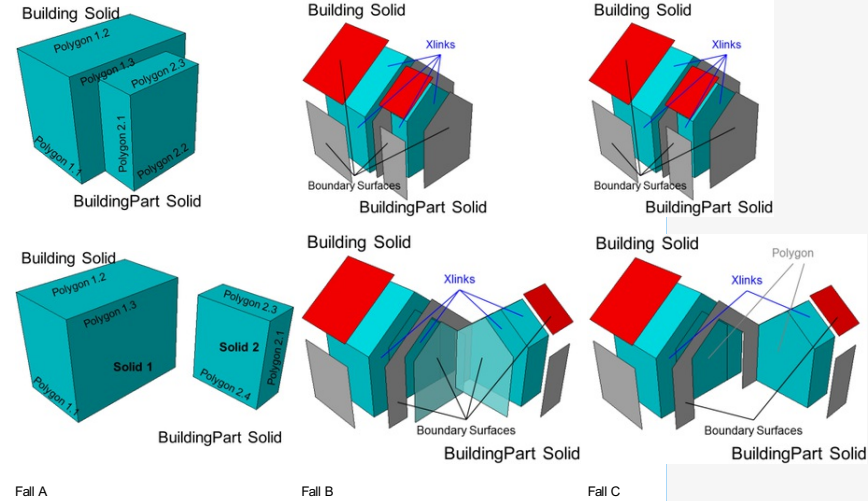 Building Solid
Polygon 1.2
Polygon 1.3
Polygon 2.3
Polygon 1.1
Polygon 2.1
Polygon 2.2
BuildingPart Solid
Building Solid
Xlinks
Boundary Surfaces
BuildingPart Solid
Building Solid
Xlinks
Boundary Surfaces
BuildingPart Solid
Building Solid
Polygon 1.2
Polygon 1.3
Polygon 1.1
Solid 1
Polygon 2.3
Solid 2
Polygon 2.1
Polygon 2.4
BuildingPart Solid
Building Solid
Xlinks
Boundary Surfaces
BuildingPart Solid
Building Solid
Polygon
Xlinks
Boundary Surfaces
BuildingPart Solid
Fall A
Fall B
Fall C